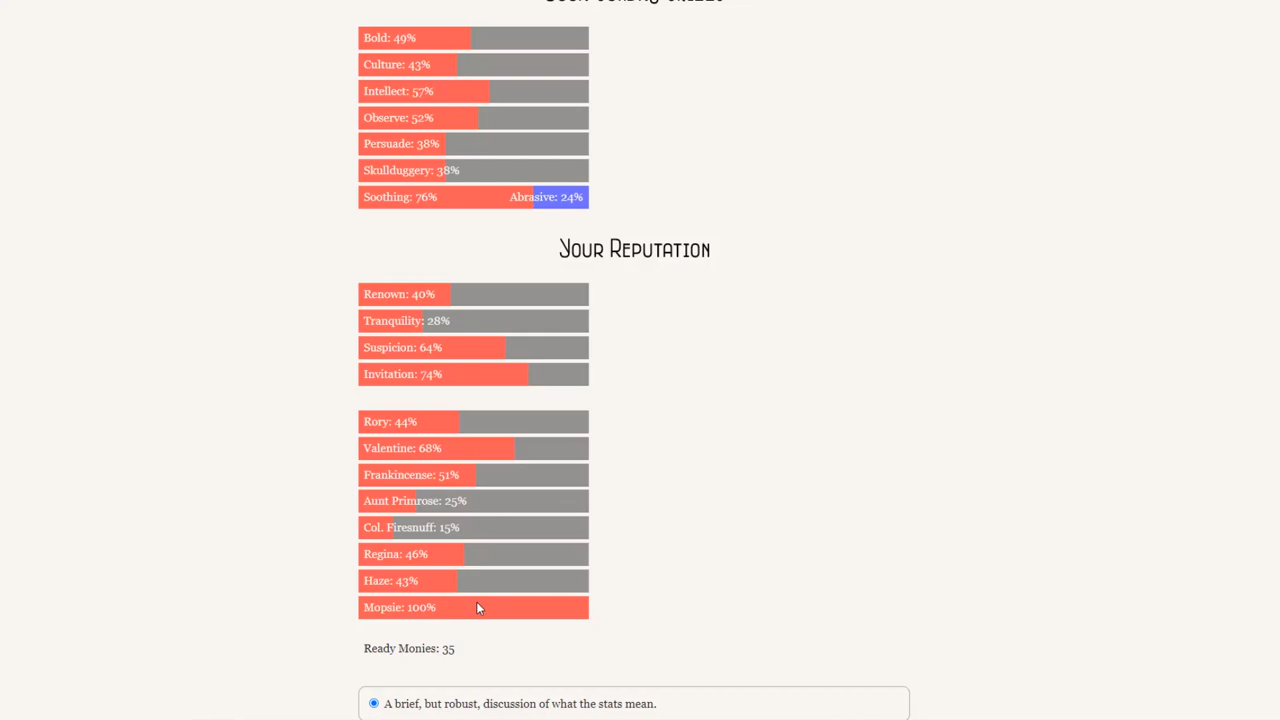 Bold: 49%
Culture: 43%
Intellect: 57%
Observe: 52%
Persuade: 38%
Skullduggery: 38%
Soothing: 76% Abrasive: 24%
Your Reputation
Renown: 40%
Tranquility: 28%
Suspicion: 64%
Invitation: 74%
Rory: 44%
Valentine: 68%
Frankincense: 51%
Aunt Primrose: 25%
Col. Firesnuff: 15%
Regina: 46%
Haze: 43%
Mopsie: 100%
Ready Monies: 35
A brief, but robust, discussion of what the stats mean.